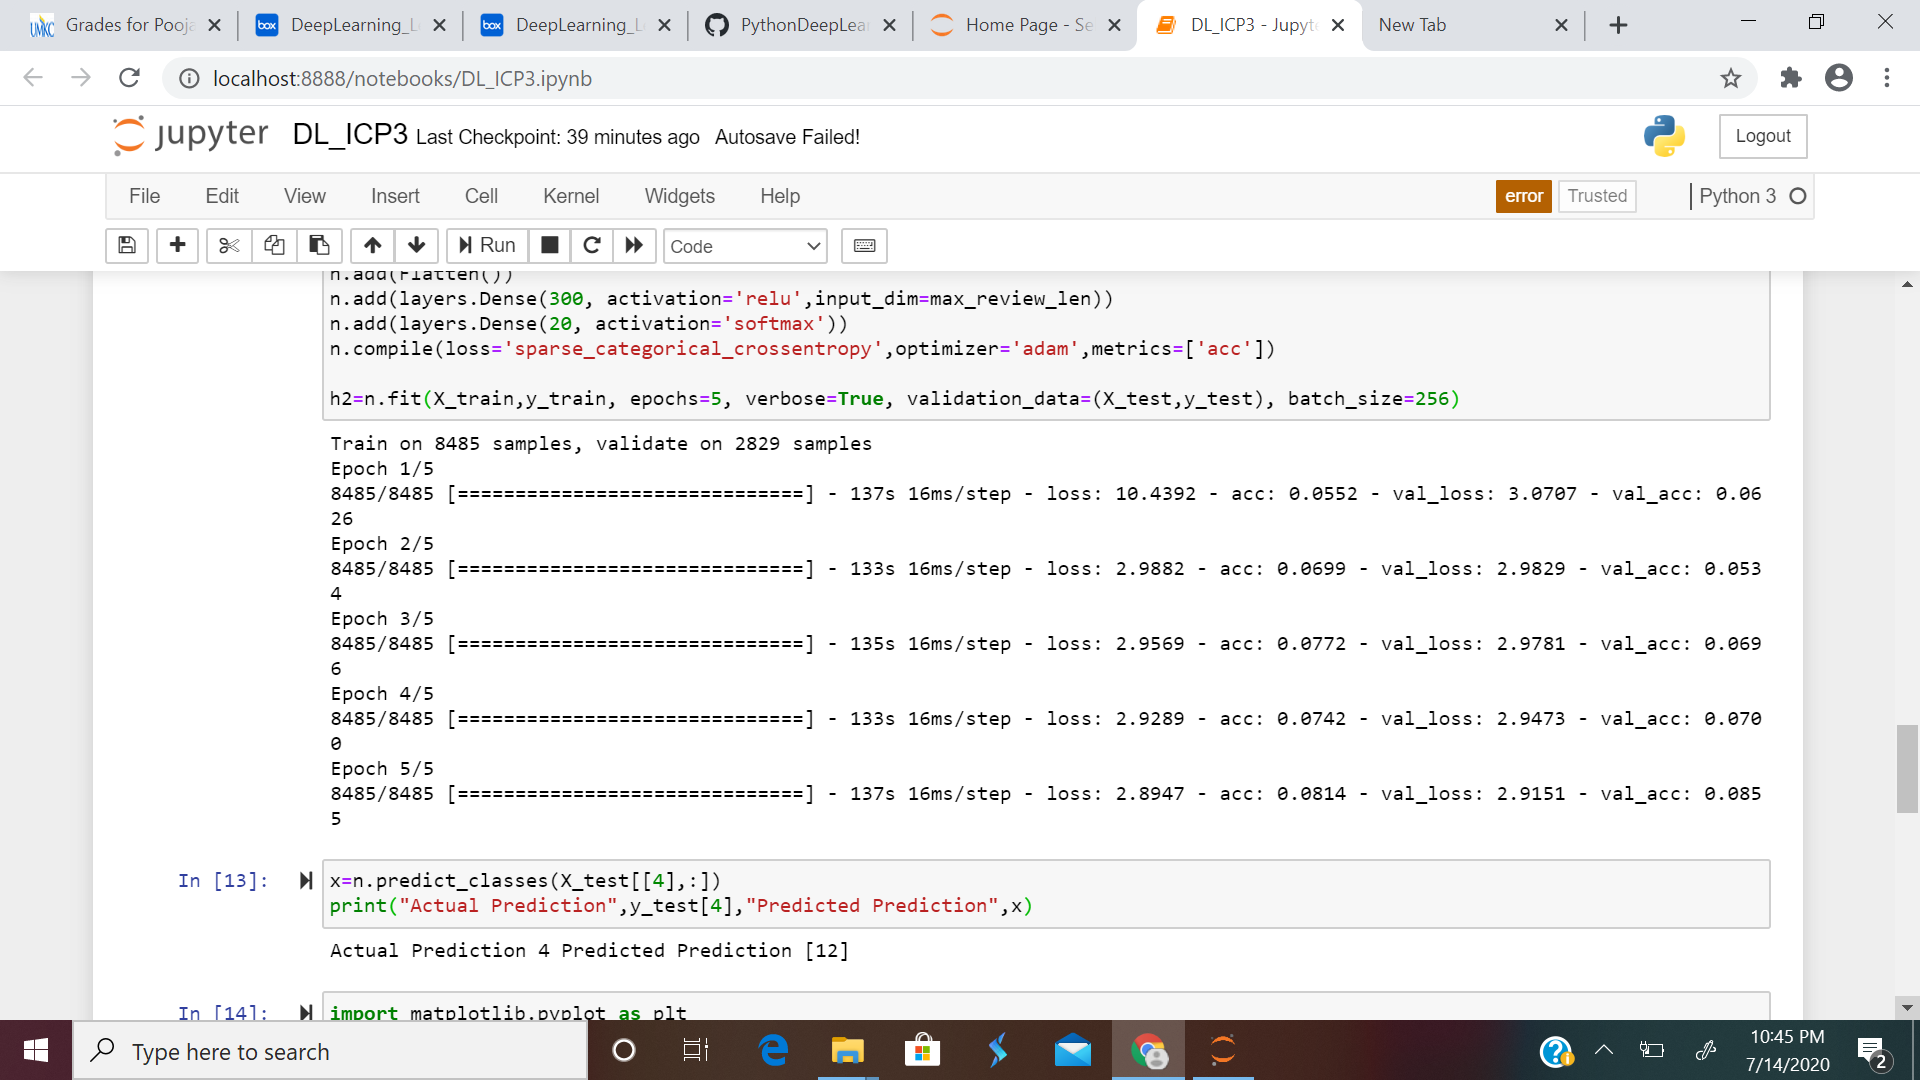 Grades for Pooja
DeepLearning_L
DeepLearning_L
PythonDeepLea
Home Page - Se
DL_ICP3 - Jupyt
New Tab
localhost:8888/notebooks/DL_ICP3.ipynb
jupyter DL_ICP3 Last Checkpoint: 39 minutes ago Autosave Failed!
Logout
File Edit View Insert Cell Kernel Widgets Help
error Trusted Python 3
Run Code
n.add(Flatten())
n.add(layers.Dense(300, activation='relu',input_dim=max_review_len))
n.add(layers.Dense(20, activation='softmax'))
n.compile(loss='sparse_categorical_crossentropy',optimizer='adam',metrics=['acc'])
h2=n.fit(X_train,y_train, epochs=5, verbose=True, validation_data=(X_test,y_test), batch_size=256)
Train on 8485 samples, validate on 2829 samples
Epoch 1/5
8485/8485 [==============================] - 137s 16ms/step - loss: 10.4392 - acc: 0.0552 - val_loss: 3.0707 - val_acc: 0.06
26
Epoch 2/5
8485/8485 [==============================] - 133s 16ms/step - loss: 2.9882 - acc: 0.0699 - val_loss: 2.9829 - val_acc: 0.053
4
Epoch 3/5
8485/8485 [==============================] - 135s 16ms/step - loss: 2.9569 - acc: 0.0772 - val_loss: 2.9781 - val_acc: 0.069
6
Epoch 4/5
8485/8485 [==============================] - 133s 16ms/step - loss: 2.9289 - acc: 0.0742 - val_loss: 2.9473 - val_acc: 0.070
0
Epoch 5/5
8485/8485 [==============================] - 137s 16ms/step - loss: 2.8947 - acc: 0.0814 - val_loss: 2.9151 - val_acc: 0.085
5
In [13]:
x=n.predict_classes(X_test[[4],:])
print("Actual Prediction",y_test[4],"Predicted Prediction",x)
Actual Prediction 4 Predicted Prediction [12]
In [14]:
import matplotlib.pyplot as plt
Type here to search
10:45 PM
7/14/2020
2